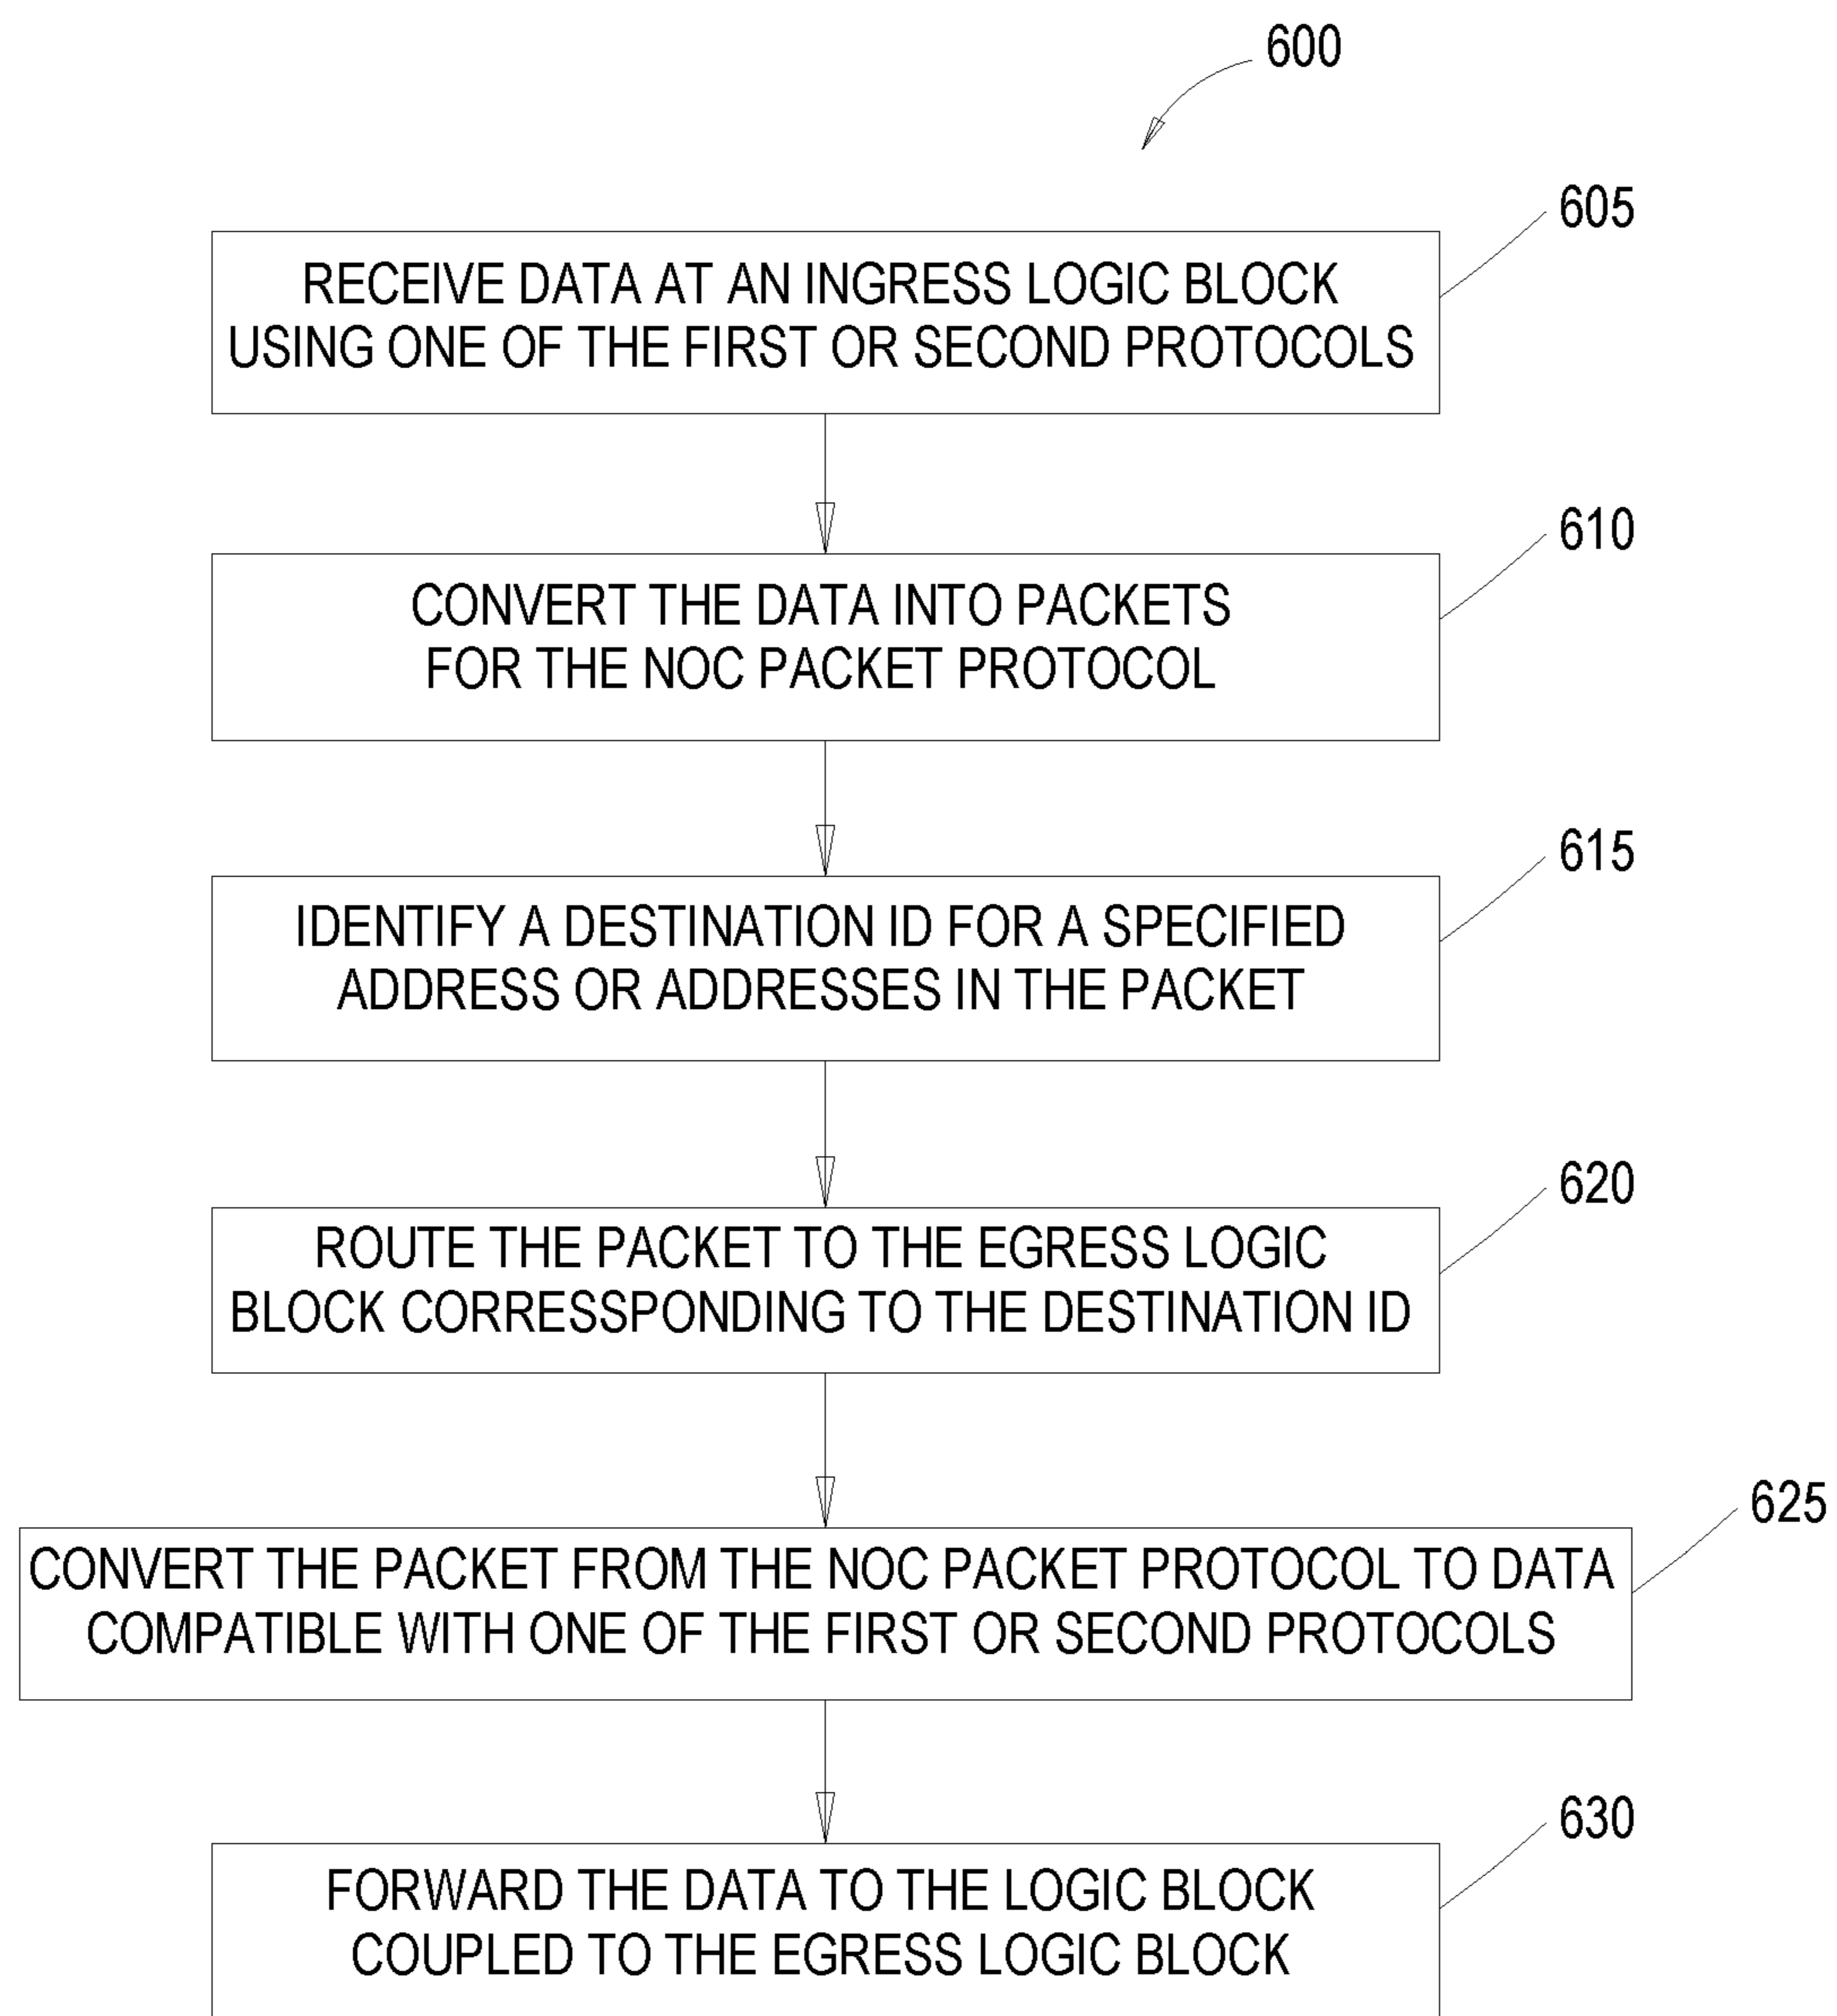 600
605
RECEIVE DATA AT AN INGRESS LOGIC BLOCK
USING ONE OF THE FIRST OR SECOND PROTOCOLS
610
CONVERT THE DATA INTO PACKETS
FOR THE NOC PACKET PROTOCOL
615
IDENTIFY A DESTINATION ID FOR A SPECIFIED
ADDRESS OR ADDRESSES IN THE PACKET
620
ROUTE THE PACKET TO THE EGRESS LOGIC
BLOCK CORRESSPONDING TO THE DESTINATION ID
625
CONVERT THE PACKET FROM THE NOC PACKET PROTOCOL TO DATA
COMPATIBLE WITH ONE OF THE FIRST OR SECOND PROTOCOLS
630
FORWARD THE DATA TO THE LOGIC BLOCK
COUPLED TO THE EGRESS LOGIC BLOCK